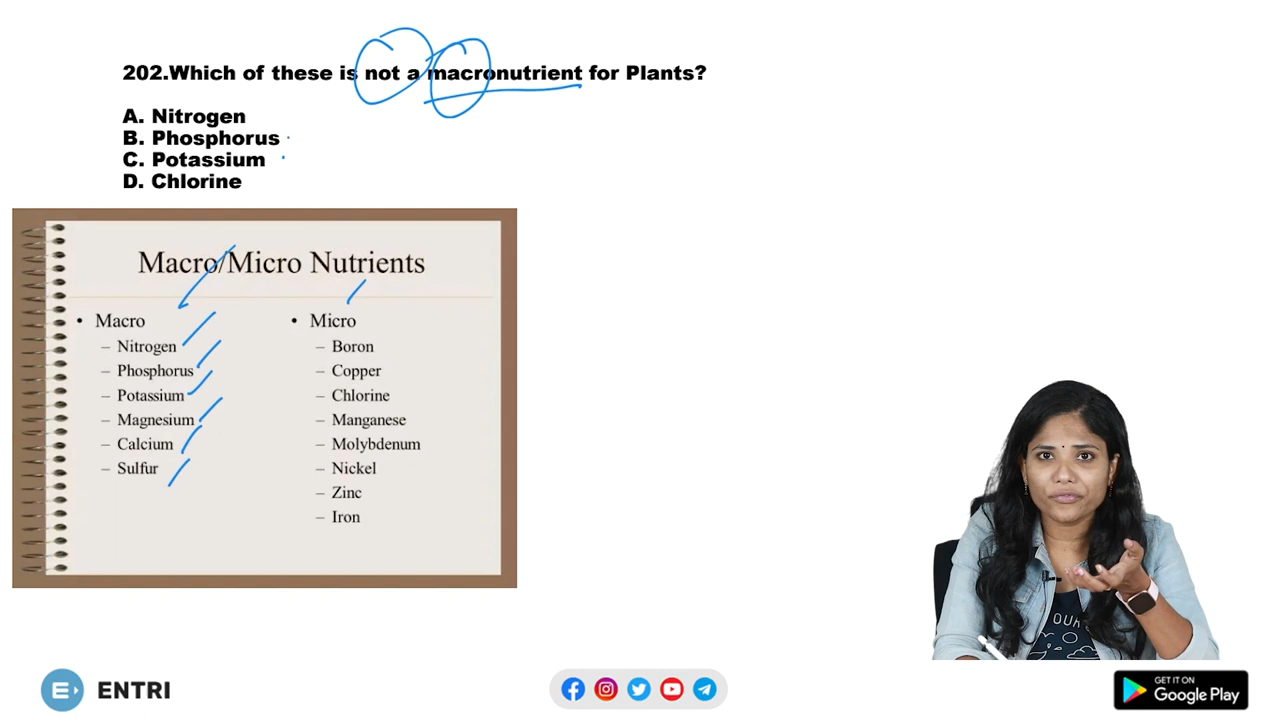 202.Which of these is not a macronutrient for Plants?
A. Nitrogen
B. Phosphorus
C. Potassium
D. Chlorine
Macro/Micro Nutrients
• Macro
– Nitrogen
– Phosphorus
– Potassium
– Magnesium
– Calcium
– Sulfur
• Micro
– Boron
– Copper
– Chlorine
– Manganese
– Molybdenum
– Nickel
– Zinc
– Iron
OUR
E
ENTRI
GET IT ON
Google Play